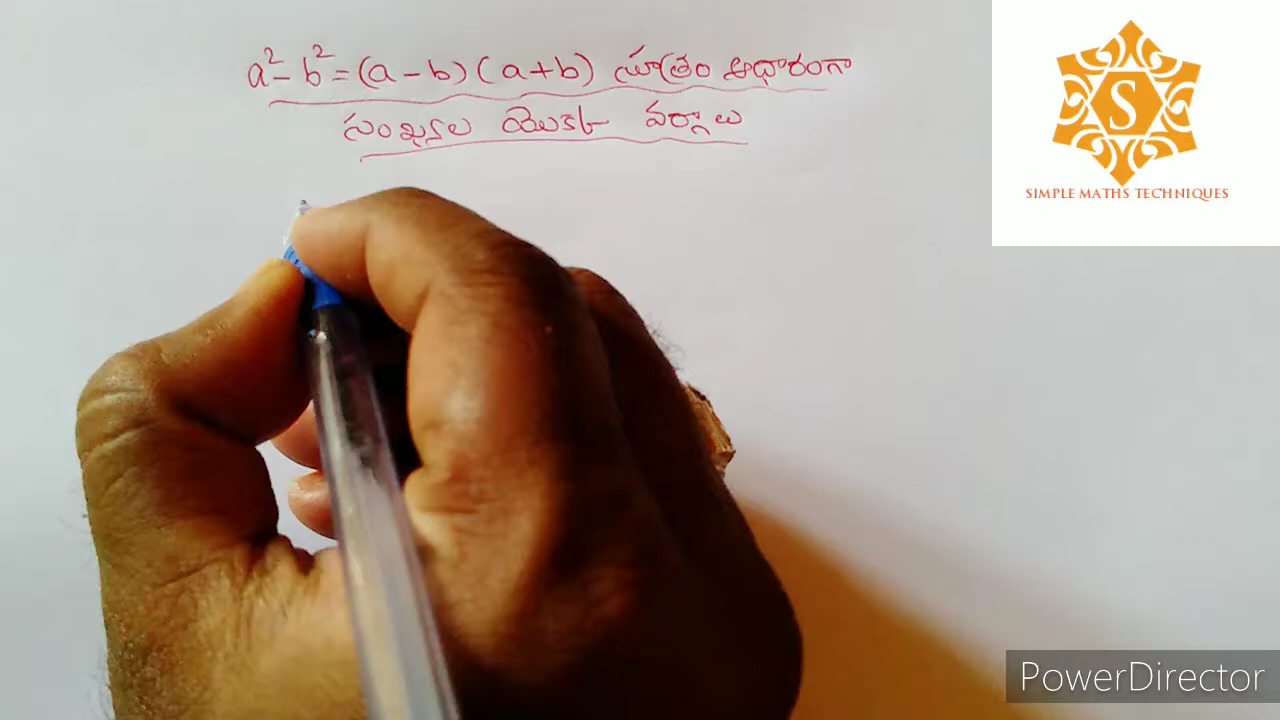 a²-b²=(a-b)(a+b) సూత్రం ఆధారంగా
సంఖ్యల యొక్క వర్గాలు
S
SIMPLE MATHS TECHNIQUES
PowerDirector